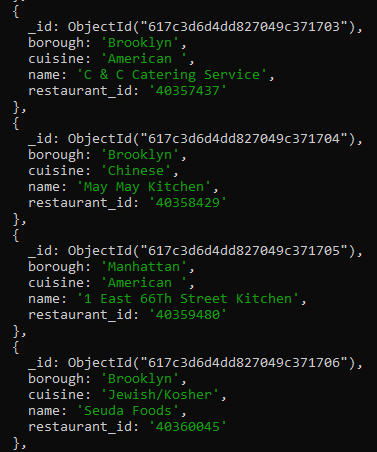 {
_id: ObjectId("617c3d6d4dd827049c371703"),
borough: 'Brooklyn',
cuisine: 'American ',
name: 'C & C Catering Service',
restaurant_id: '40357437'
},
{
_id: ObjectId("617c3d6d4dd827049c371704"),
borough: 'Brooklyn',
cuisine: 'Chinese',
name: 'May May Kitchen',
restaurant_id: '40358429'
},
{
_id: ObjectId("617c3d6d4dd827049c371705"),
borough: 'Manhattan',
cuisine: 'American ',
name: '1 East 66Th Street Kitchen',
restaurant_id: '40359480'
},
{
_id: ObjectId("617c3d6d4dd827049c371706"),
borough: 'Brooklyn',
cuisine: 'Jewish/Kosher',
name: 'Seuda Foods',
restaurant_id: '40360045'
},